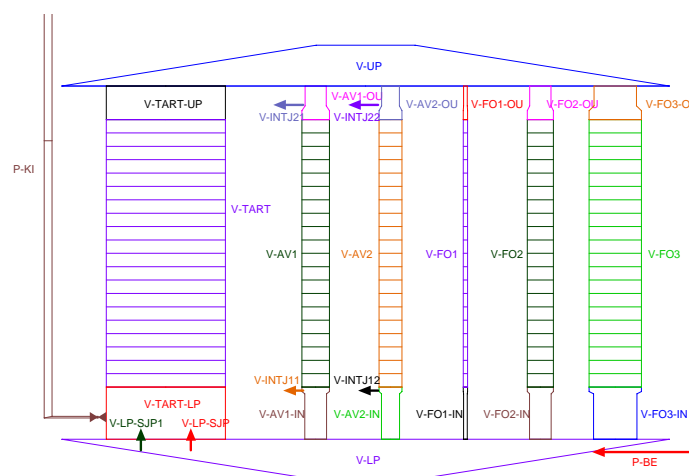 V-UP
V-TART-UP
V-AV1-OU
V-AV2-OU
V-FO1-OU
V-FO2-OU
V-FO3-O
V-INTJ21
V-INTJ22
P-KI
V-TART
V-AV1
V-AV2
V-FO1
V-FO2
V-FO3
V-INTJ11
V-INTJ12
V-TART-LP
V-AV1-IN
V-AV2-IN
V-FO1-IN
V-FO2-IN
V-FO3-IN
V-LP-SJP1
V-LP-SJP
V-LP
P-BE